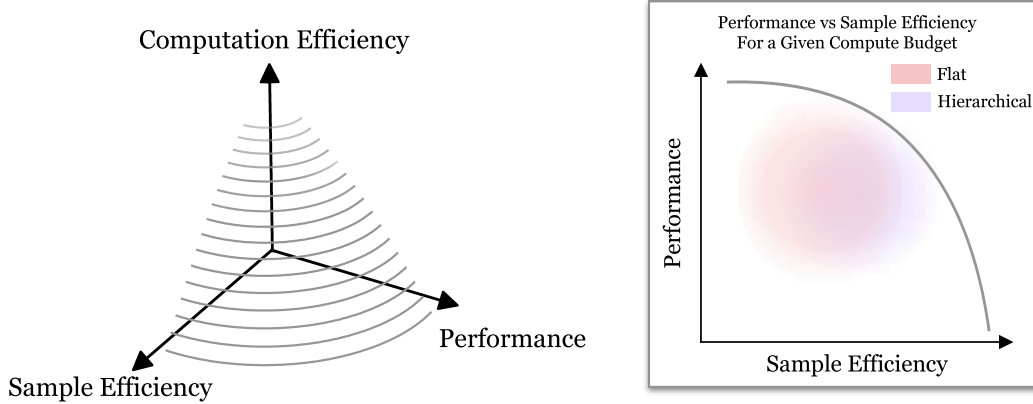 Computation Efficiency
Performance
Sample Efficiency
Performance vs Sample Efficiency
For a Given Compute Budget
Flat
Hierarchical
Performance
Sample Efficiency